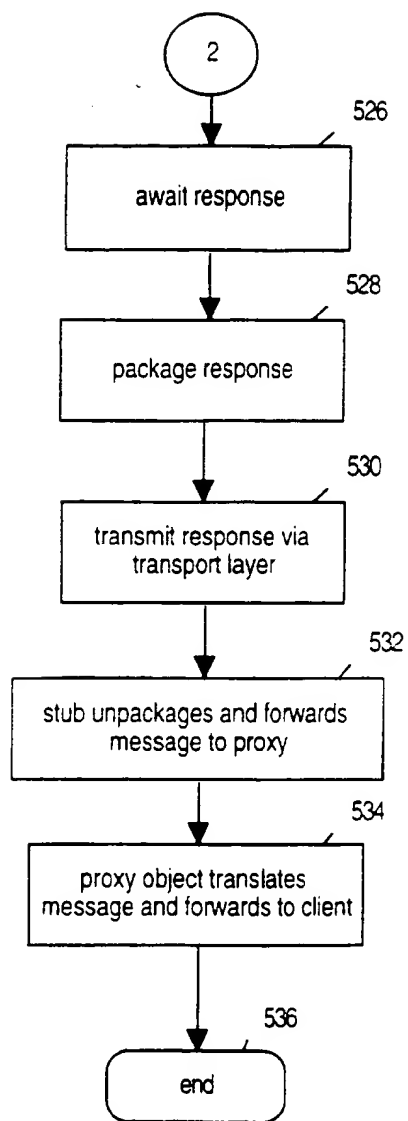 2
526
await response
528
package response
530
transmit response via
transport layer
532
stub unpackages and forwards
message to proxy
534
proxy object translates
message and forwards to client
536
end